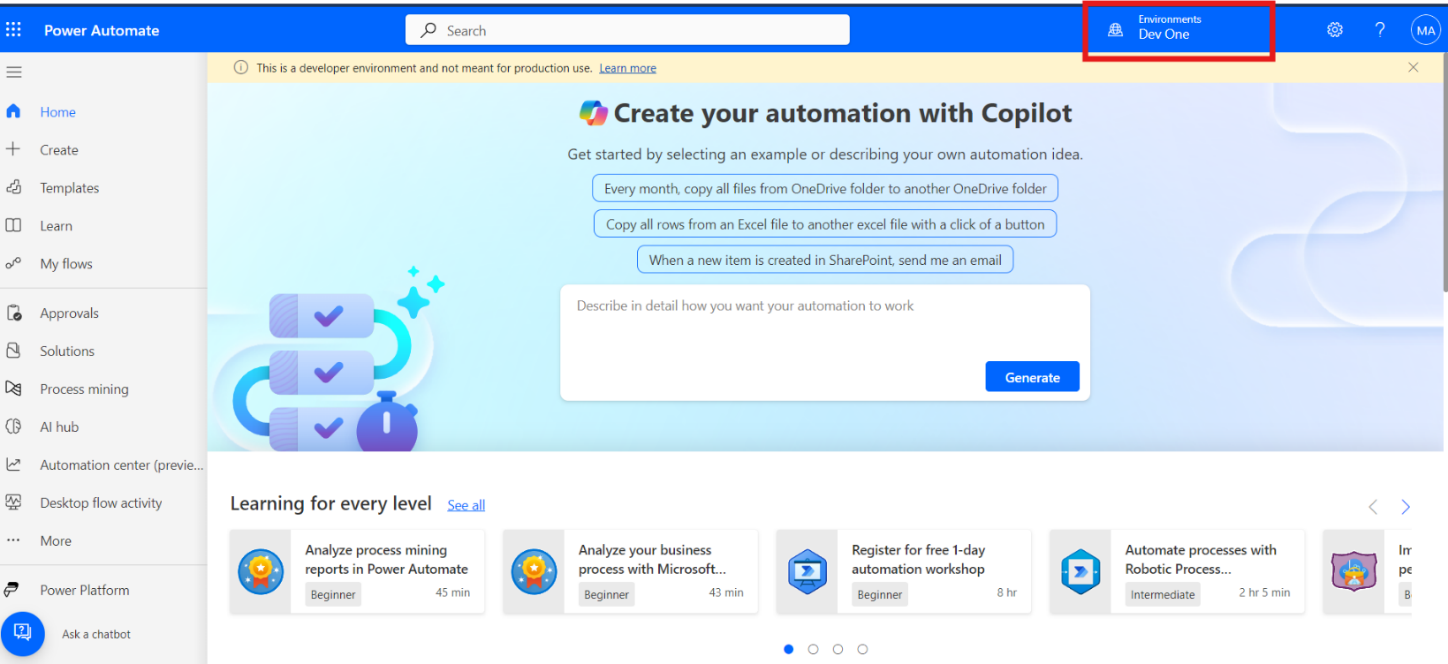 Power Automate
Search
Environments
Dev One
?
MA
This is a developer environment and not meant for production use. Learn more
Home
Create
Templates
Learn
My flows
Approvals
Solutions
Process mining
AI hub
Automation center (previe...
Desktop flow activity
More
Power Platform
Ask a chatbot
Create your automation with Copilot
Get started by selecting an example or describing your own automation idea.
Every month, copy all files from OneDrive folder to another OneDrive folder
Copy all rows from an Excel file to another excel file with a click of a button
When a new item is created in SharePoint, send me an email
Describe in detail how you want your automation to work
Generate
Learning for every level See all
Analyze process mining
reports in Power Automate
Beginner 45 min
Analyze your business
process with Microsoft...
Beginner 43 min
Register for free 1-day
automation workshop
Beginner 8 hr
Automate processes with
Robotic Process...
Intermediate 2 hr 5 min